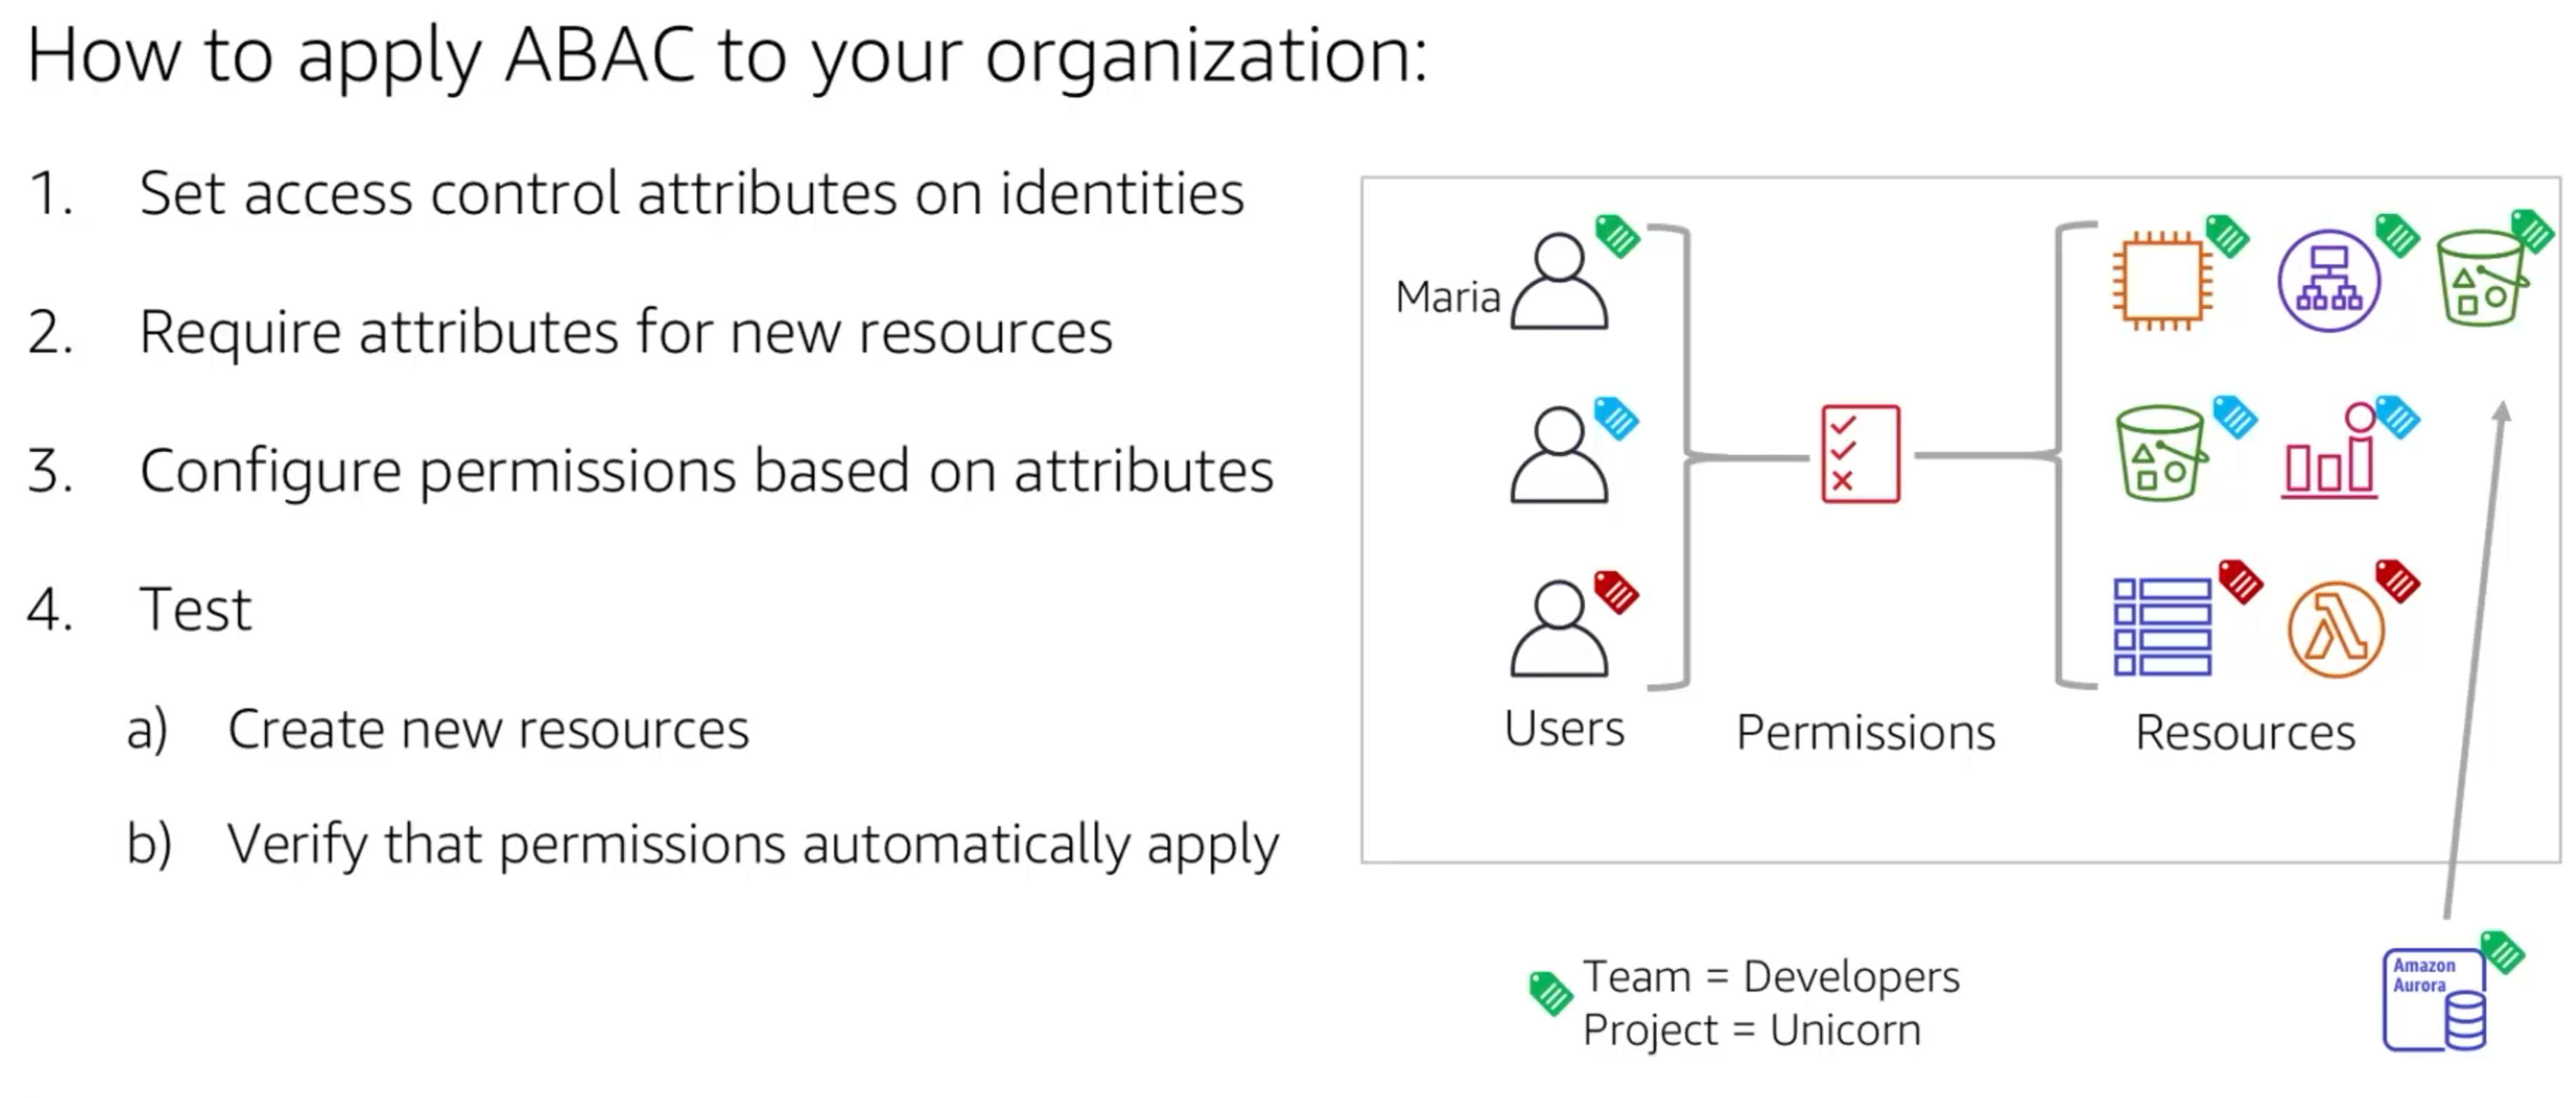 How to apply ABAC to your organization:
1. Set access control attributes on identities
2. Require attributes for new resources
3. Configure permissions based on attributes
4. Test
a) Create new resources
b) Verify that permissions automatically apply
Maria
Users
Permissions
Resources
Team = Developers
Project = Unicorn
Amazon
Aurora